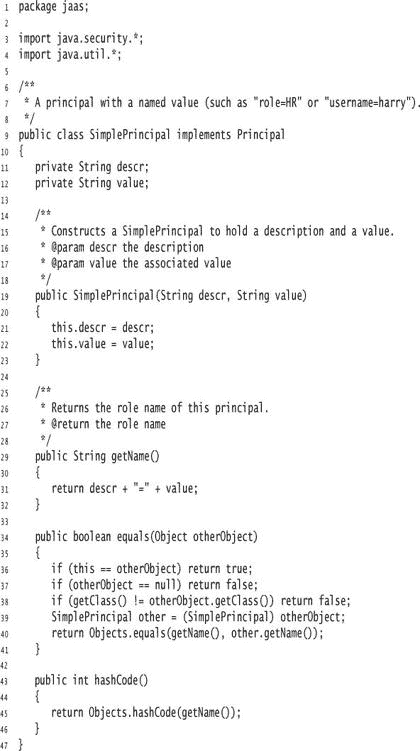 1 package jaas;
2
3 import java.security.*;
4 import java.util.*;
5
6 /**
7  * A principal with a named value (such as "role=HR" or "username=harry").
8  */
9 public class SimplePrincipal implements Principal
10 {
11    private String descr;
12    private String value;
13
14    /**
15     * Constructs a SimplePrincipal to hold a description and a value.
16     * @param descr the description
17     * @param value the associated value
18     */
19    public SimplePrincipal(String descr, String value)
20    {
21       this.descr = descr;
22       this.value = value;
23    }
24
25    /**
26     * Returns the role name of this principal.
27     * @return the role name
28     */
29    public String getName()
30    {
31       return descr + "=" + value;
32    }
33
34    public boolean equals(Object otherObject)
35    {
36       if (this == otherObject) return true;
37       if (otherObject == null) return false;
38       if (getClass() != otherObject.getClass()) return false;
39       SimplePrincipal other = (SimplePrincipal) otherObject;
40       return Objects.equals(getName(), other.getName());
41    }
42
43    public int hashCode()
44    {
45       return Objects.hashCode(getName());
46    }
47 }